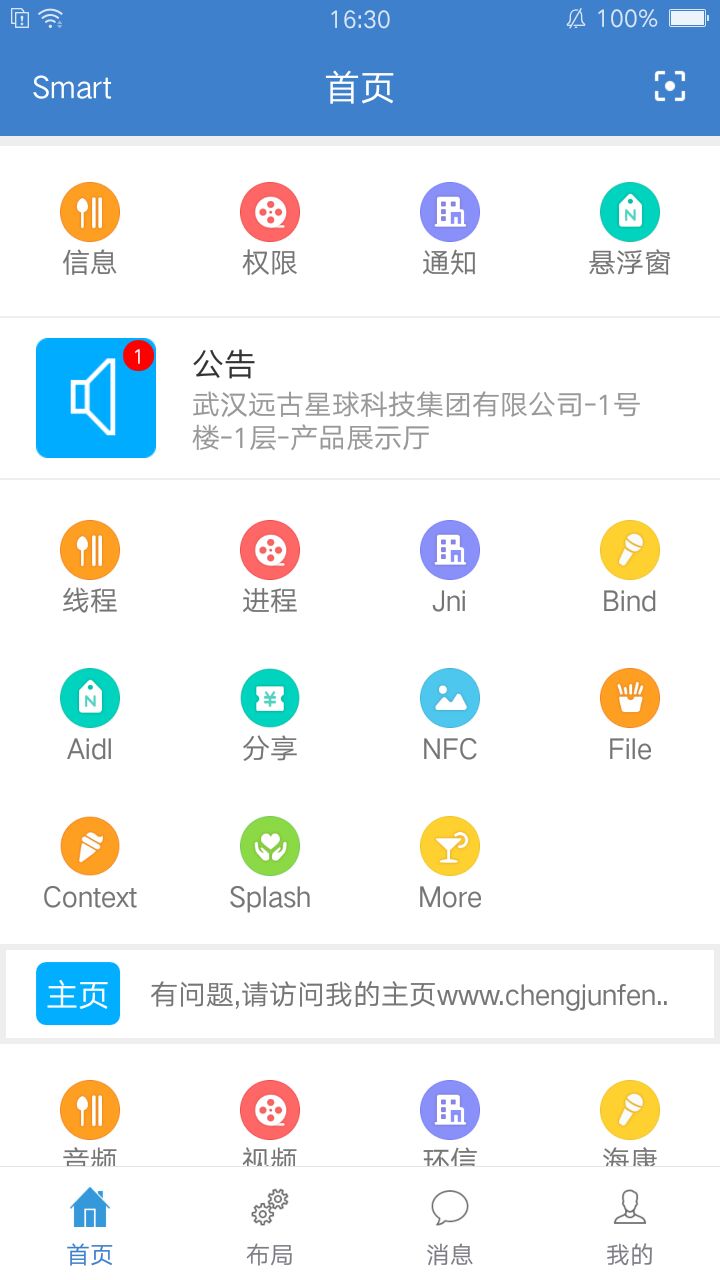 16:30 100%
Smart 首页
信息 权限 通知 悬浮窗
N
1
公告
武汉远古星球科技集团有限公司-1号
楼-1层-产品展示厅
线程 进程 Jni Bind
N ¥
Aidl 分享 NFC File
Context Splash More
主页 有问题,请访问我的主页www.chengjunfen..
音频 视频 环信 海康
首页 布局 消息 我的